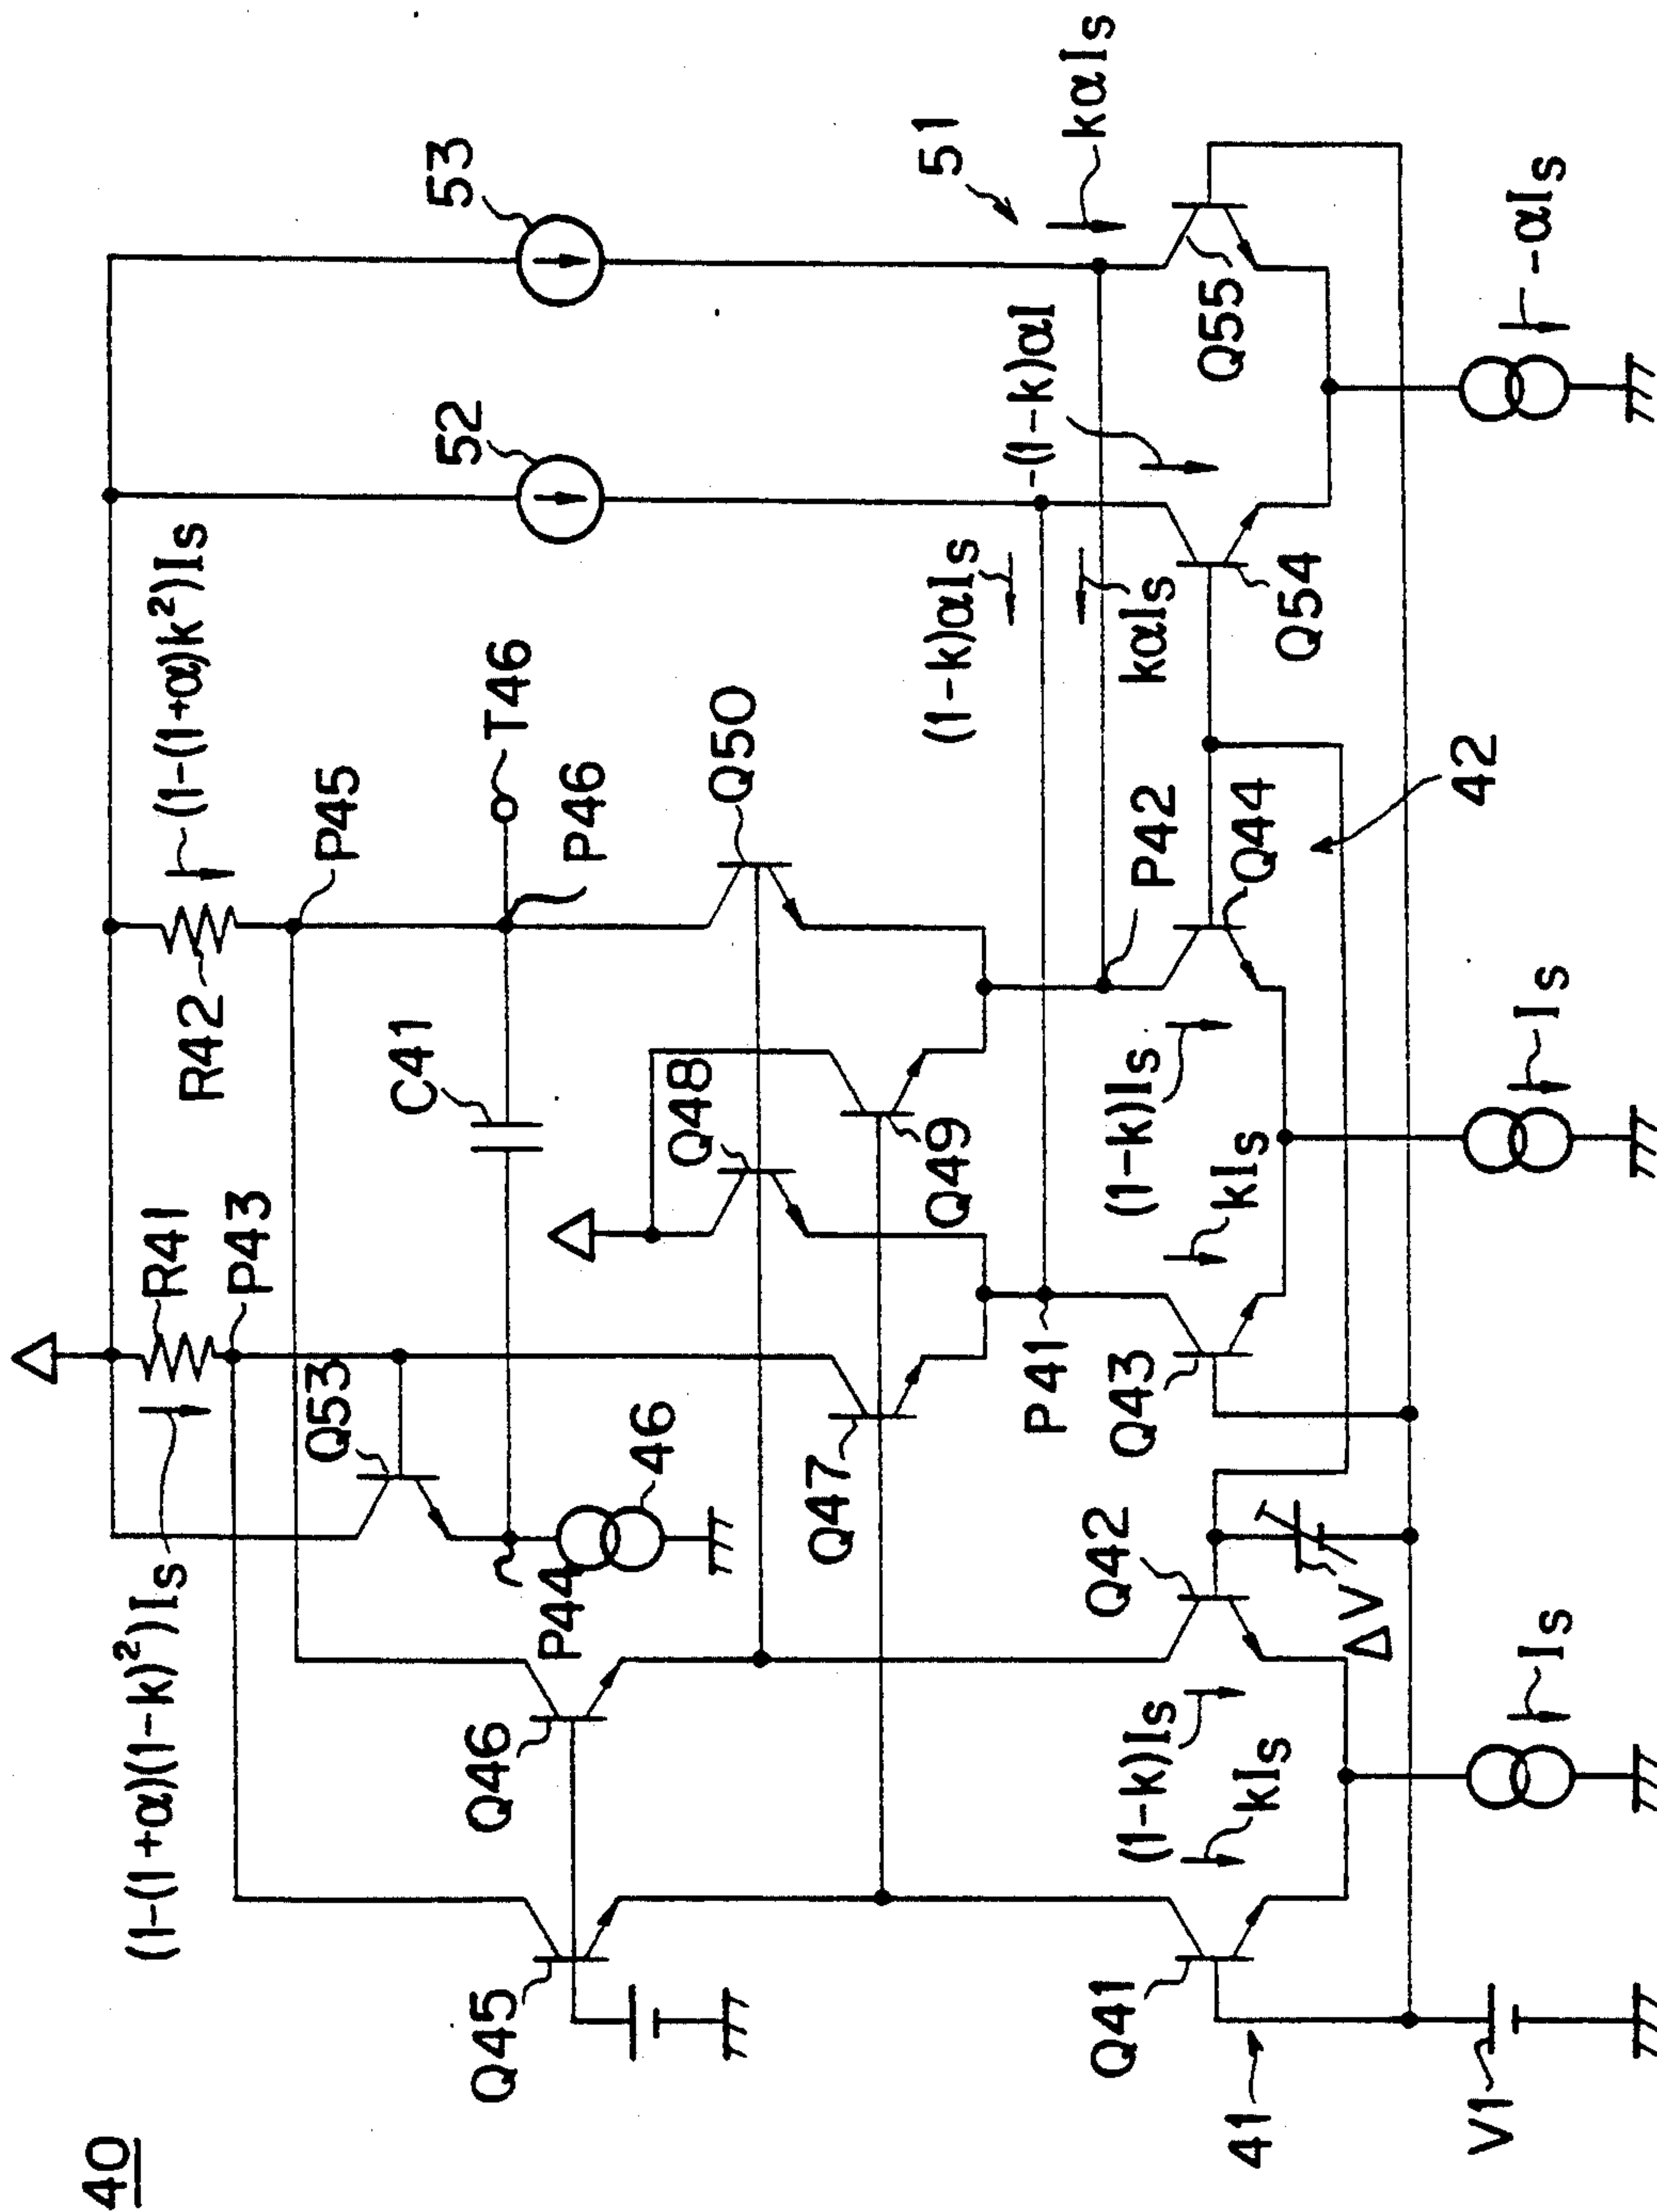 40
(1-(1+α)(1-k)²)Is
R41
P43
(1-(1+α)k²)Is
R42
P45
53
52
Q53
46
P44
C41
T46
P46
Q45
Q46
Q47
Q48
Q49
Q50
51
kαIs
-(1-k)αI
(1-k)αIs
kαIs
P41
P42
Q41
Q42
Q43
Q44
Q54
Q55
41
42
(1-k)Is
kIs
(1-k)Is
kIs
ΔV
V1
Is
Is
-αIs